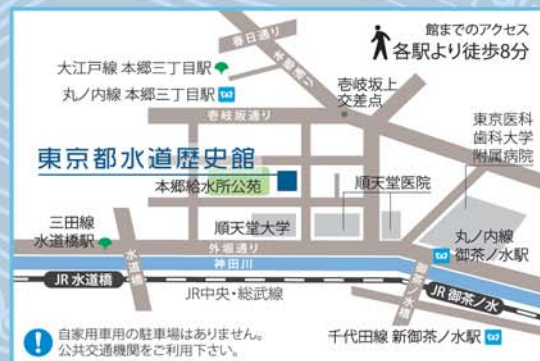 館までのアクセス
各駅より徒歩8分
春日通り
本郷通り
大江戸線 本郷三丁目駅
丸ノ内線 本郷三丁目駅
壱岐坂上
交差点
壱岐坂通り
東京医科
歯科大学
附属病院
東京都水道歴史館
本郷給水所公苑
順天堂医院
三田線
水道橋駅
順天堂大学
外堀通り
神田川
丸ノ内線
御茶ノ水駅
水道橋
御茶ノ水橋
JR 水道橋
JR中央・総武線
JR 御茶ノ水
! 自家用車用の駐車場はありません。
公共交通機関をご利用下さい。
千代田線 新御茶ノ水駅